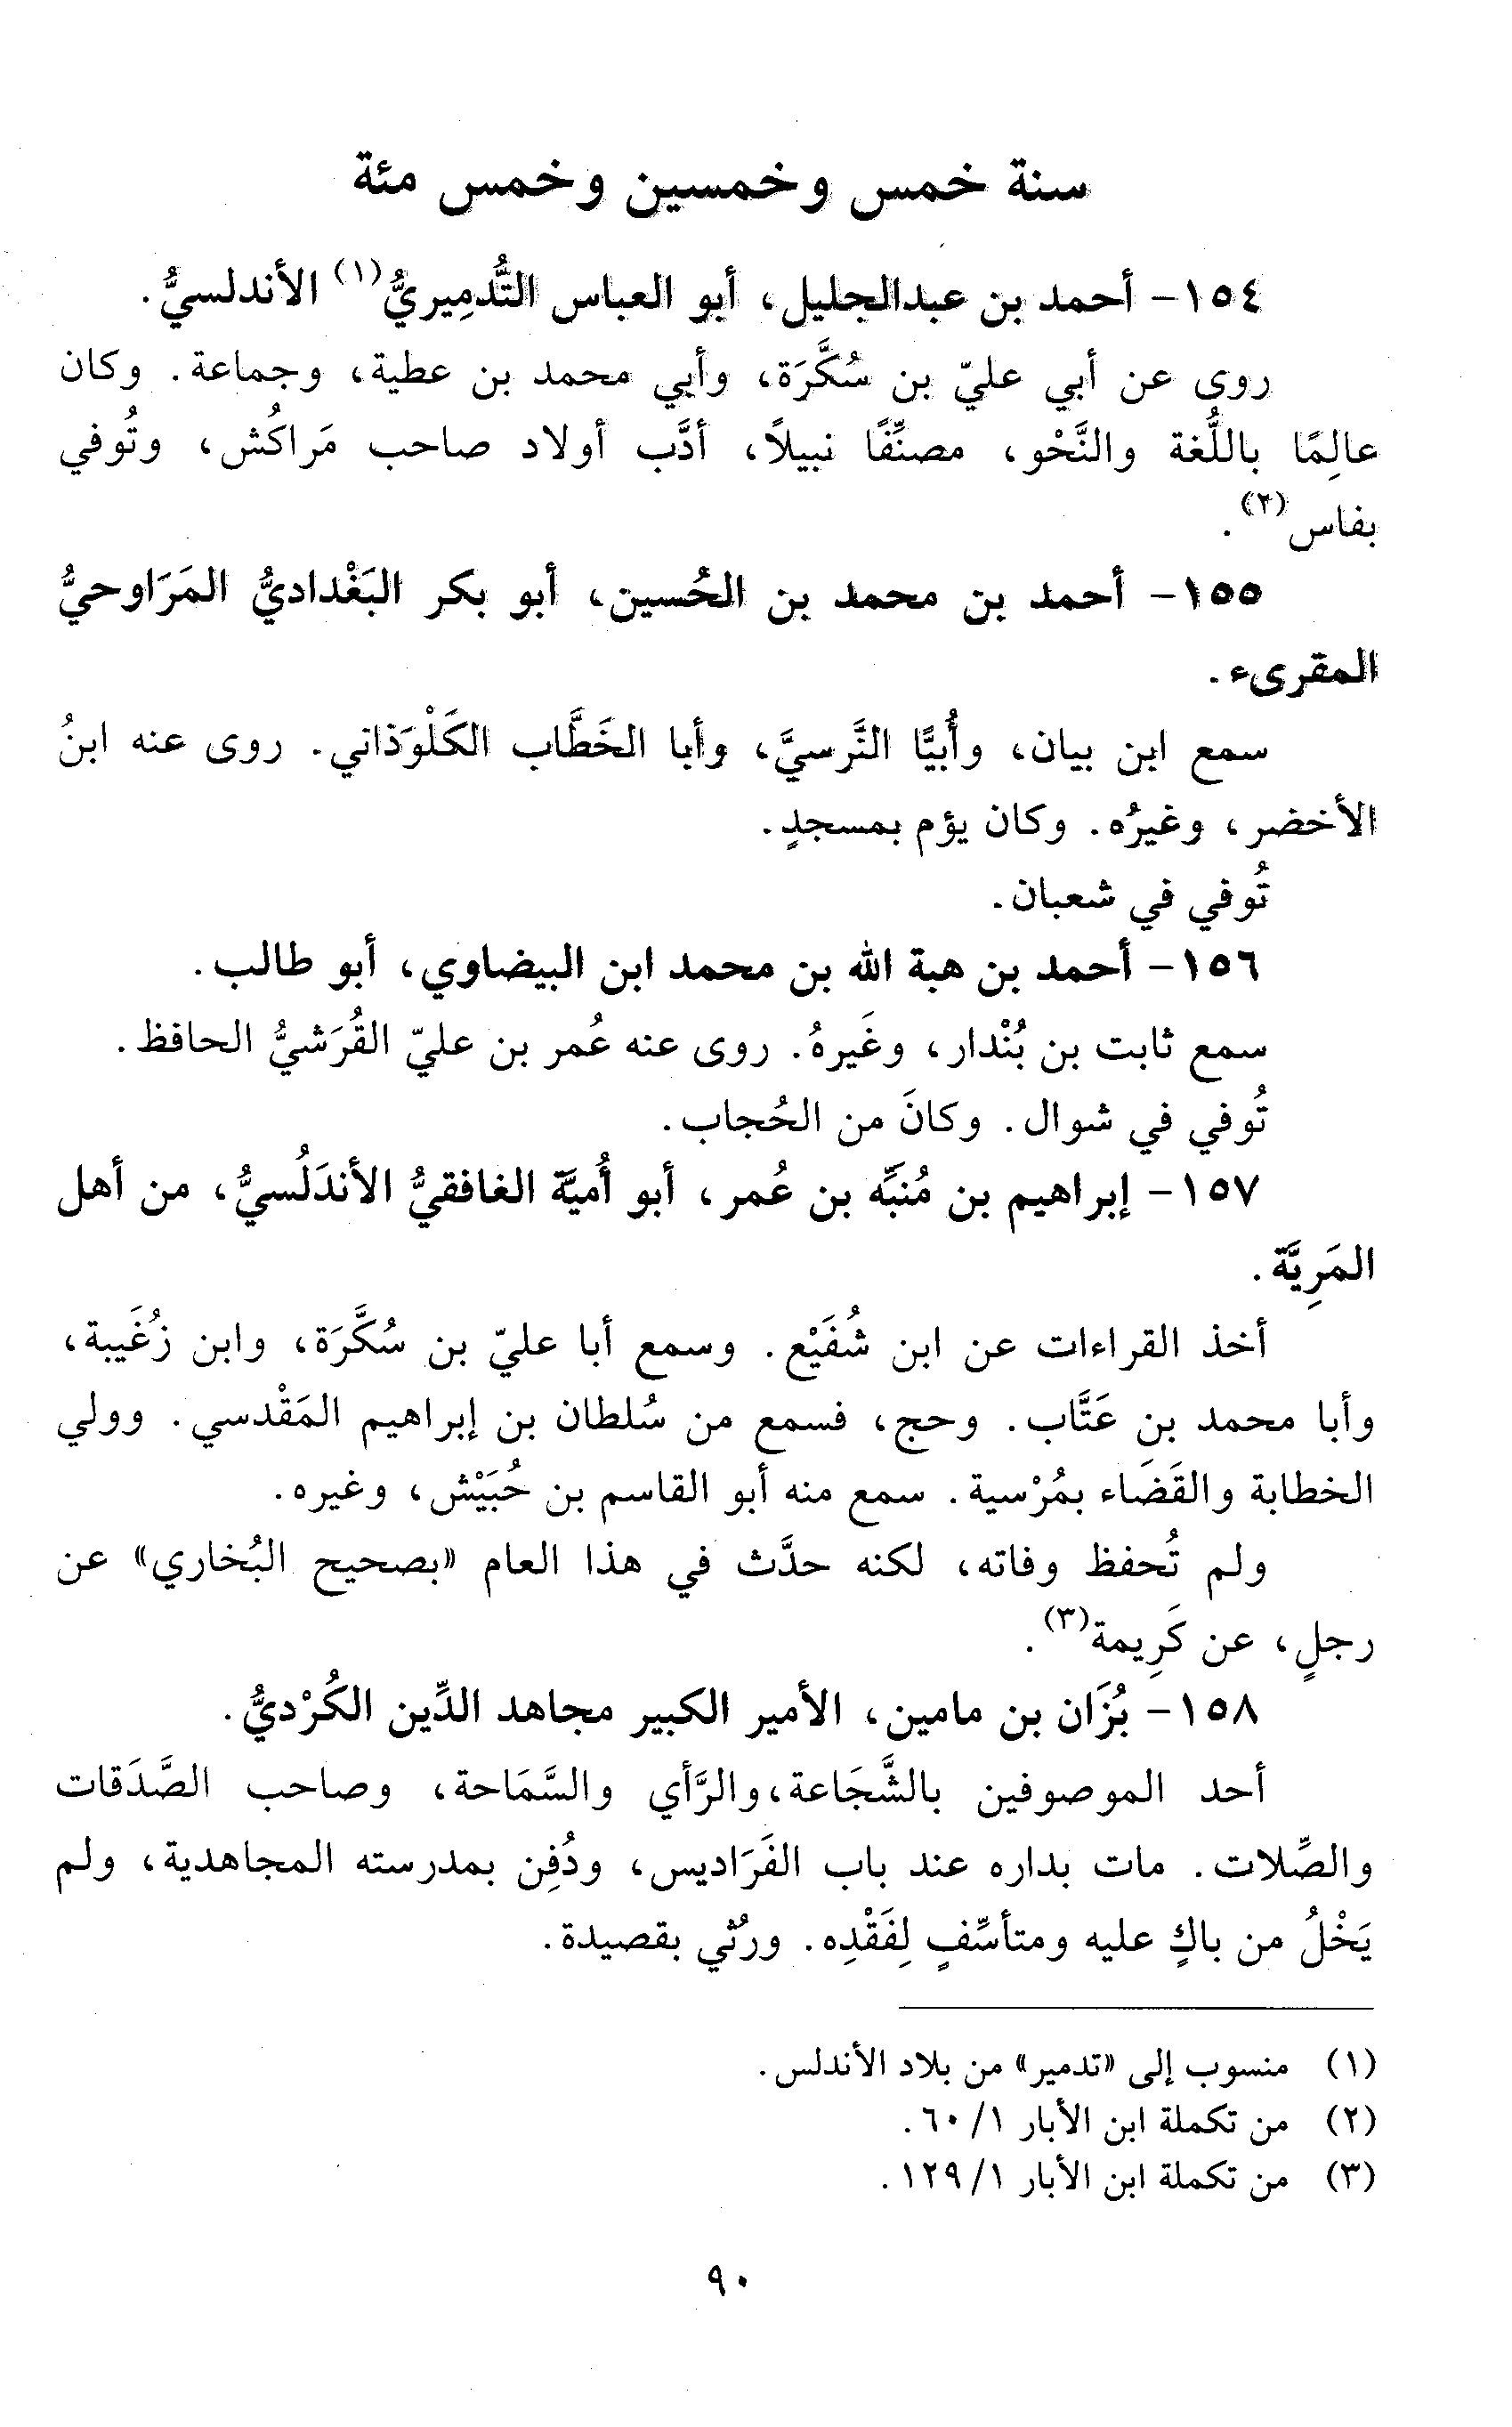 سنة خمس وخمسين وخمس مئة
١٥٤- أحمد بن عبدالجليل، أبو العباس التُّدمِيريُّ(١) الأندلسيُّ.
روى عن أبي عليّ بن سُكَّرَة، وأبي محمد بن عطية، وجماعة. وكان
عالِمًا باللُّغة والنَّحْو، مصنِّفًا نبيلًا، أدَّب أولاد صاحب مَراكُش، وتُوفي
بفاس(٢).
١٥٥- أحمد بن محمد بن الحُسين، أبو بكر البَغْداديُّ المَرَاوحيُّ
المقرىء.
سمع ابن بيان، وأُبيًّا النَّرسيَّ، وأبا الخَطَّاب الكَلْوَذاني. روى عنه ابنُ
الأخضر، وغيرُه. وكان يؤم بمسجدٍ.
تُوفي في شعبان.
١٥٦- أحمد بن هبة الله بن محمد ابن البيضاوي، أبو طالب.
سمع ثابت بن بُنْدار، وغَيرهُ. روى عنه عُمر بن عليّ القُرَشيُّ الحافظ.
تُوفي في شوال. وكانَ من الحُجاب.
١٥٧- إبراهيم بن مُنبِّه بن عُمر، أبو أُميَّة الغافقيُّ الأندَلُسيُّ، من أهل
المَرِيَّة.
أخذ القراءات عن ابن شُفَيْع. وسمع أبا عليّ بن سُكَّرَة، وابن زُغَيبة،
وأبا محمد بن عَتَّاب. وحج، فسمع من سُلطان بن إبراهيم المَقْدسي. وولي
الخطابة والقَضَاء بمُرْسية. سمع منه أبو القاسم بن حُبَيْش، وغيره.
ولم تُحفظ وفاته، لكنه حدَّث في هذا العام «بصحيح البُخاري» عن
رجلٍ، عن كَرِيمة(٣).
١٥٨- بُزَان بن مامين، الأمير الكبير مجاهد الدِّين الكُرْديُّ.
أحد الموصوفين بالشَّجَاعة،والرَّأي والسَّمَاحة، وصاحب الصَّدَقات
والصِّلات. مات بداره عند باب الفَرَاديس، ودُفِن بمدرسته المجاهدية، ولم
يَخْلُ من باكٍ عليه ومتأسِّفٍ لِفَقْدِه. ورُثي بقصيدة.
(١) منسوب إلى «تدمير» من بلاد الأندلس.
(٢) من تكملة ابن الأبار ١/ ٦٠.
(٣) من تكملة ابن الأبار ١/ ١٢٩.
٩٠